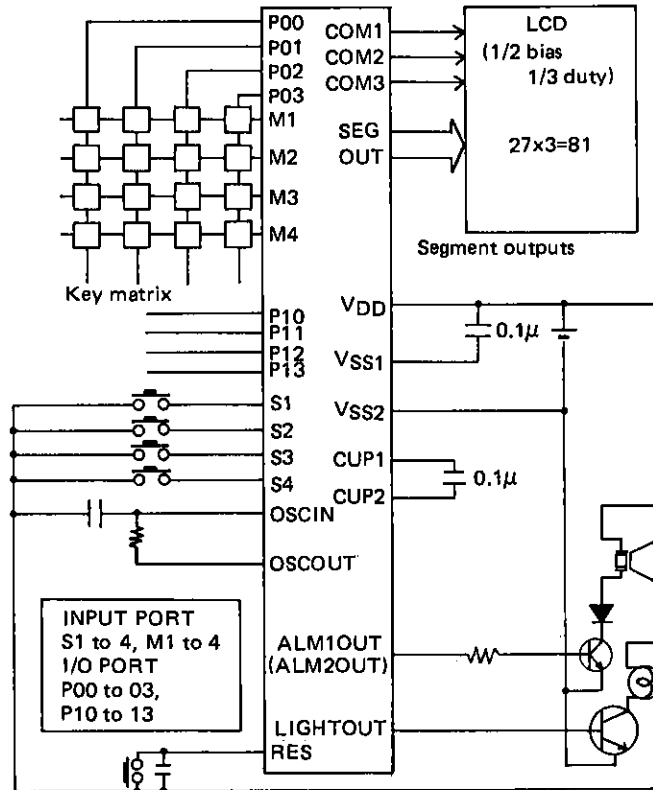 P00
P01
P02
P03
M1
M2
M3
M4
Key matrix
P10
P11
P12
P13
S1
S2
S3
S4
OSCIN
OSCOUT
INPUT PORT
S1 to 4, M1 to 4
I/O PORT
P00 to 03,
P10 to 13
RES
COM1
COM2
COM3
SEG
OUT
LCD
(1/2 bias
1/3 duty)
27x3=81
Segment outputs
VDD
0.1μ
VSS1
VSS2
CUP1
0.1μ
CUP2
ALM1OUT
(ALM2OUT)
LIGHTOUT